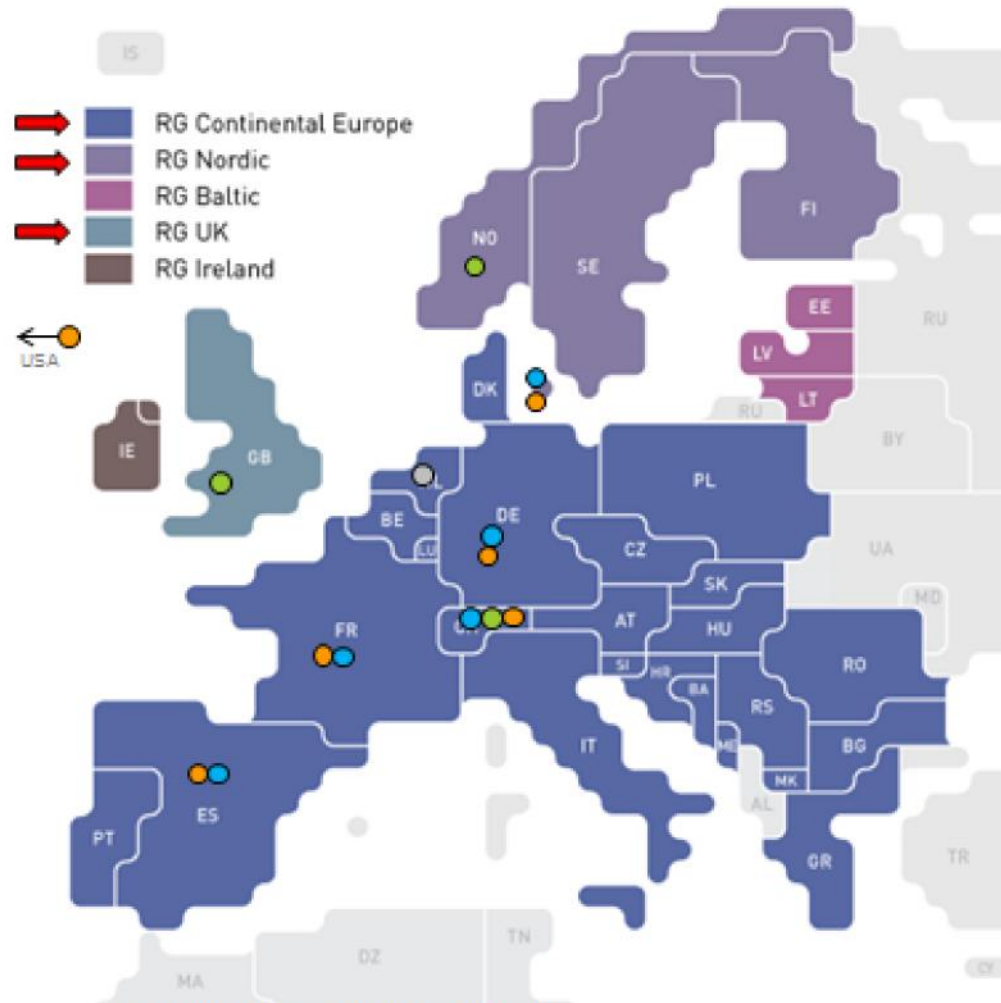 IS
RG Continental Europe
RG Nordic
RG Baltic
RG UK
RG Ireland
USA
NO
SE
FI
RU
EE
LV
LT
RU
BY
DK
IE
GB
BE
LU
DE
PL
CZ
SK
UA
MD
FR
AT
HU
SI
HR
BA
RS
RO
IT
ME
BG
MK
AL
ES
PT
GR
TR
TN
DZ
MA
CY